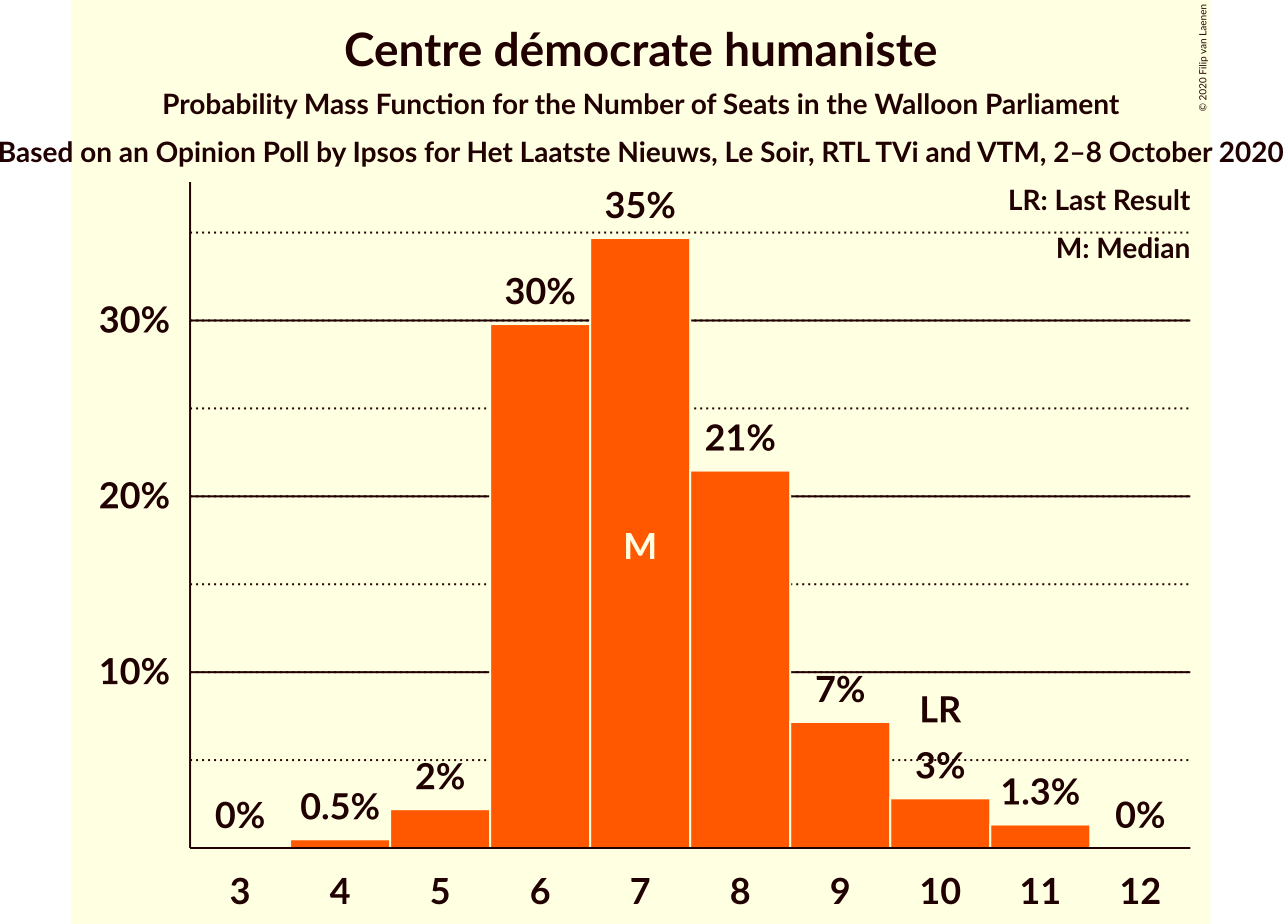 Centre démocrate humaniste
Probability Mass Function for the Number of Seats in the Walloon Parliament
Based on an Opinion Poll by Ipsos for Het Laatste Nieuws, Le Soir, RTL TVi and VTM, 2–8 October 2020
© 2020 Filip van Laenen
LR: Last Result
M: Median
35%
30%
30%
21%
20%
M
10%
7%
LR
3%
2%
1.3%
0.5%
0%
0%
3 4 5 6 7 8 9 10 11 12